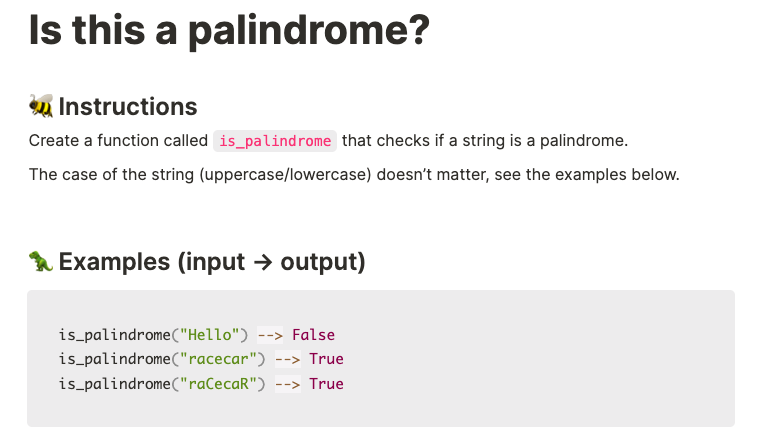 Is this a palindrome?
🐝 Instructions
Create a function called is_palindrome that checks if a string is a palindrome.
The case of the string (uppercase/lowercase) doesn’t matter, see the examples below.
🦖 Examples (input → output)
is_palindrome("Hello") --> False
is_palindrome("racecar") --> True
is_palindrome("raCecaR") --> True